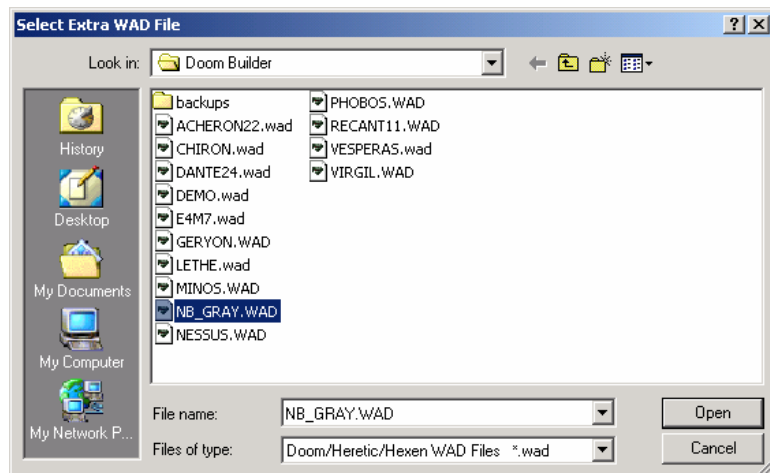 Select Extra WAD File
Look in: Doom Builder
History
Desktop
My Documents
My Computer
My Network P...
backups
ACHERON22.wad
CHIRON.wad
DANTE24.wad
DEMO.wad
E4M7.wad
GERYON.WAD
LETHE.wad
MINOS.WAD
NB_GRAY.WAD
NESSUS.WAD
PHOBOS.WAD
RECANT11.WAD
VESPERAS.wad
VIRGIL.WAD
File name: NB_GRAY.WAD Open
Files of type: Doom/Heretic/Hexen WAD Files *.wad Cancel